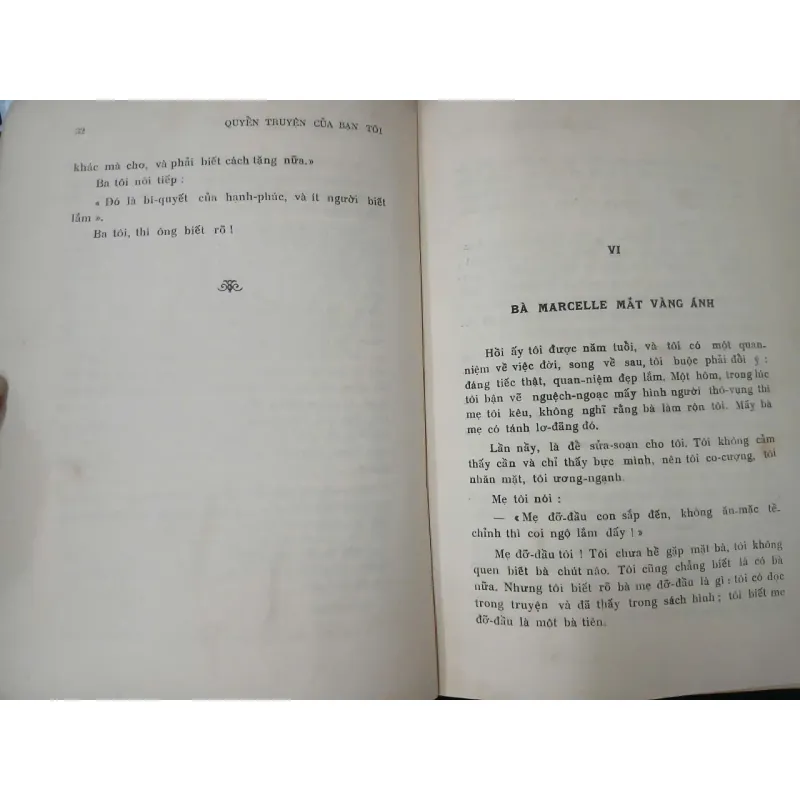 32 QUYỂN TRUYỆN CỦA BẠN TÔI
khác mà cho, và phải biết cách tặng nữa.»
Ba tôi nói tiếp :
« Đó là bí-quyết của hạnh-phúc, và ít người biết
lắm ».
Ba tôi, thì ông biết rõ !
VI
BÀ MARCELLE MẮT VÀNG ÁNH
Hồi ấy tôi được năm tuổi, và tôi có một quan-
niệm về việc đời, song về sau, tôi buộc phải đổi ý :
đáng tiếc thật, quan-niệm đẹp lắm. Một hôm, trong lúc
tôi bận vẽ nguệch-ngoạc mấy hình người thô-vụng thì
mẹ tôi kêu, không nghĩ rằng bà làm rộn tôi. Mấy bà
mẹ có tánh lơ-đãng đó.
Lần nầy, là để sửa-soạn cho tôi. Tôi không cảm
thấy cần và chỉ thấy bực mình, nên tôi co-cượng, tôi
nhăn mặt, tôi ương-ngạnh.
Mẹ tôi nói :
— « Mẹ đỡ-đầu con sắp đến, không ăn-mặc tề-
chỉnh thì coi ngộ lắm đấy ! »
Mẹ đỡ-đầu tôi ! Tôi chưa hề gặp mặt bà, tôi không
quen biết bà chút nào. Tôi cũng chẳng biết là có bà
nữa. Nhưng tôi biết rõ bà mẹ đỡ-đầu là gì : tôi có đọc
trong truyện và đã thấy trong sách hình ; tôi biết mẹ
đỡ-đầu là một bà tiên.